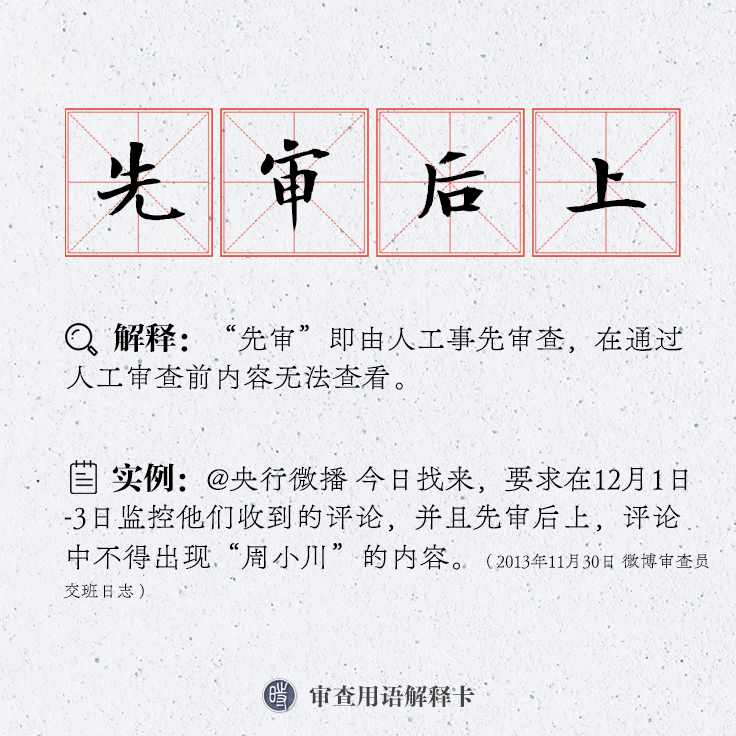 先审后上
解释：“先审”即由人工事先审查，在通过
人工审查前内容无法查看。
实例：@央行微播 今日找来，要求在12月1日
-3日监控他们收到的评论，并且先审后上，评论
中不得出现“周小川”的内容。（2013年11月30日 微博审查员
交班日志）
時 审查用语解释卡